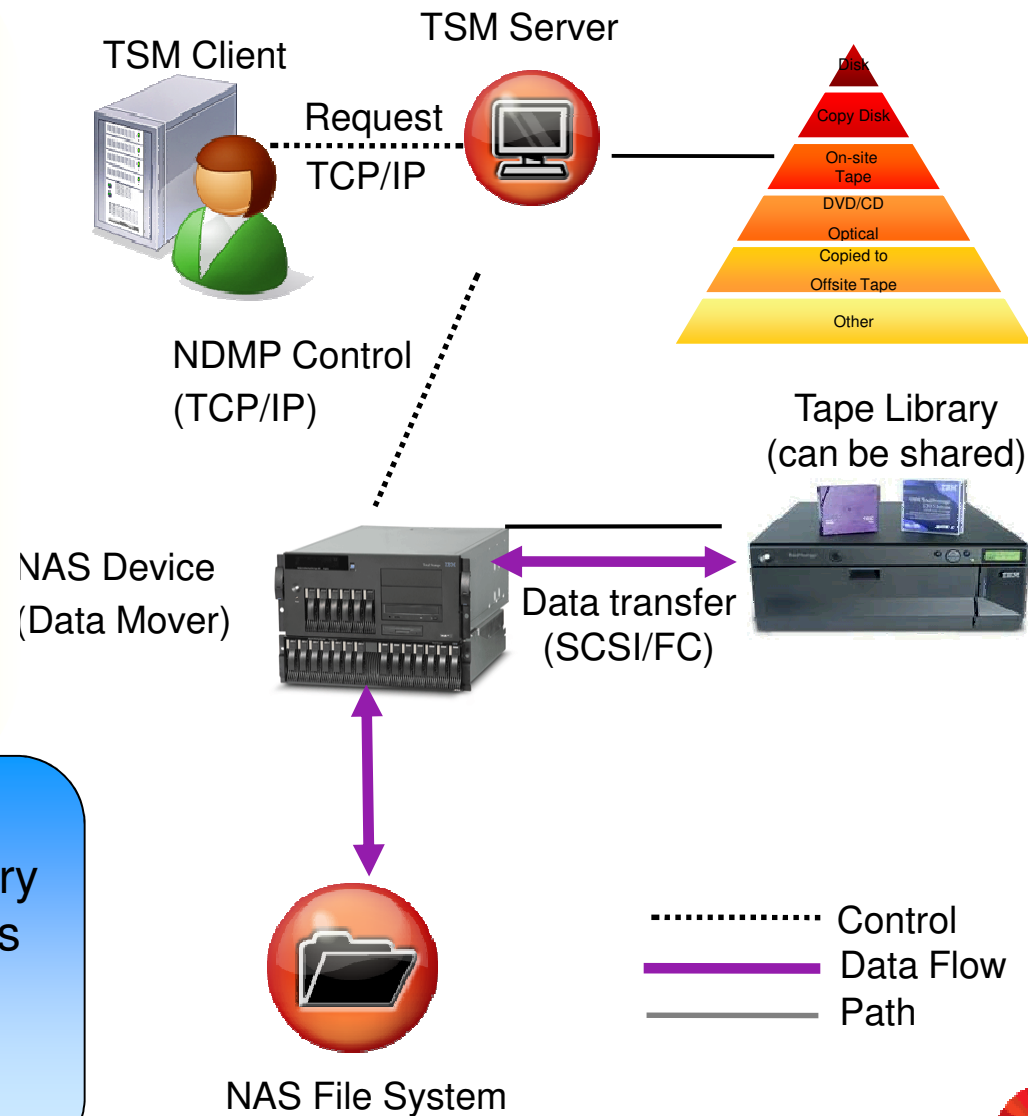 TSM Server
TSM Client
Request
TCP/IP
Disk
Copy Disk
On-site
Tape
DVD/CD
Optical
Copied to
Offsite Tape
Other
NDMP Control
(TCP/IP)
Tape Library
(can be shared)
NAS Device
(Data Mover)
Data transfer
(SCSI/FC)
ry
s
Control
Data Flow
Path
NAS File System